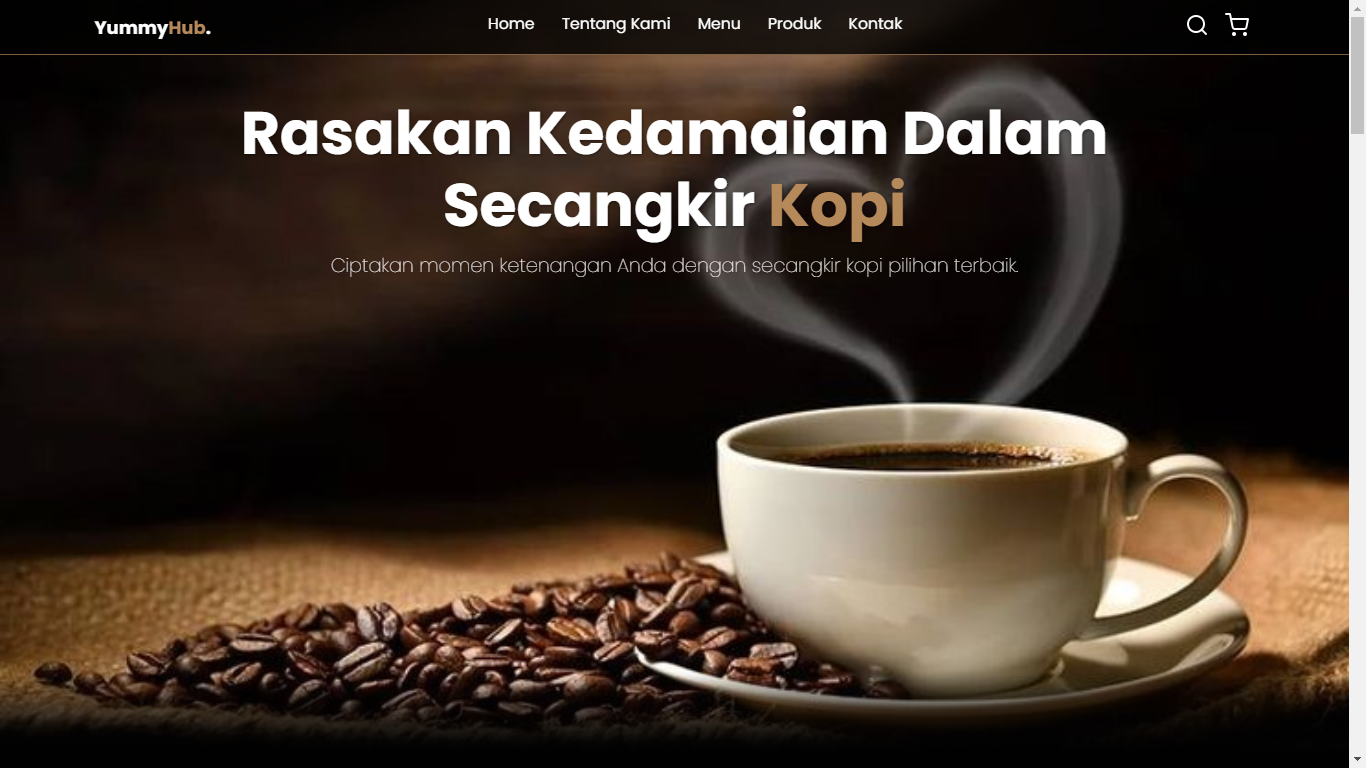 YummyHub.
Home Tentang Kami Menu Produk Kontak
Rasakan Kedamaian Dalam
Secangkir Kopi
Ciptakan momen ketenangan Anda dengan secangkir kopi pilihan terbaik.